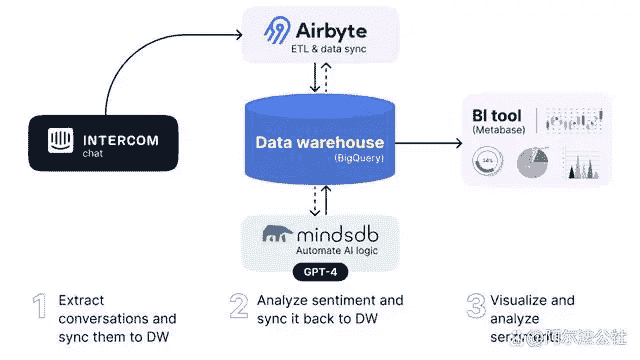 Airbyte
ETL & data sync
INTERCOM
chat
Data warehouse
(BigQuery)
BI tool
(Metabase)
34%
mindsdb
Automate AI logic
GPT-4
1
Extract
conversations and
sync them to DW
2
Analyze sentiment and
sync it back to DW
3
Visualize and
analyze
sentiments